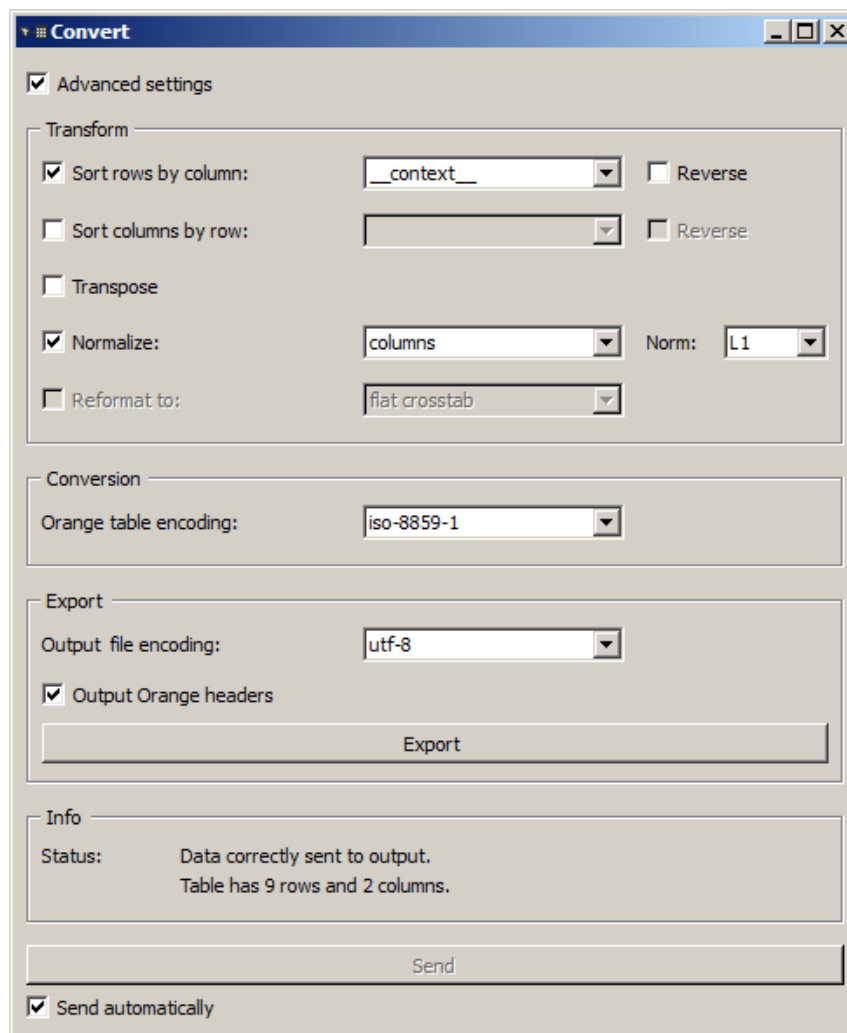 Convert
Advanced settings
Transform
Sort rows by column: __context__ Reverse
Sort columns by row: Reverse
Transpose
Normalize: columns Norm: L1
Reformat to: flat crosstab
Conversion
Orange table encoding: iso-8859-1
Export
Output file encoding: utf-8
Output Orange headers
Export
Info
Status: Data correctly sent to output.
Table has 9 rows and 2 columns.
Send
Send automatically